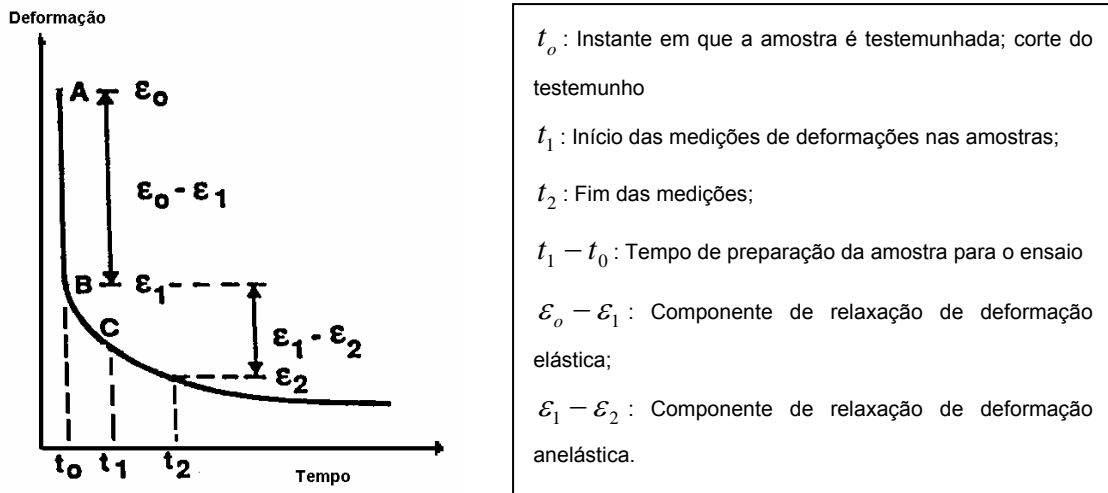 Deformação
A ε₀
ε₀ - ε₁
B ε₁
C
ε₁ - ε₂
ε₂
t₀ t₁ t₂
Tempo
tₒ : Instante em que a amostra é testemunhada; corte do
testemunho
t₁ : Início das medições de deformações nas amostras;
t₂ : Fim das medições;
t₁ − t₀ : Tempo de preparação da amostra para o ensaio
εₒ − ε₁ : Componente de relaxação de deformação
elástica;
ε₁ − ε₂ : Componente de relaxação de deformação
anelástica.